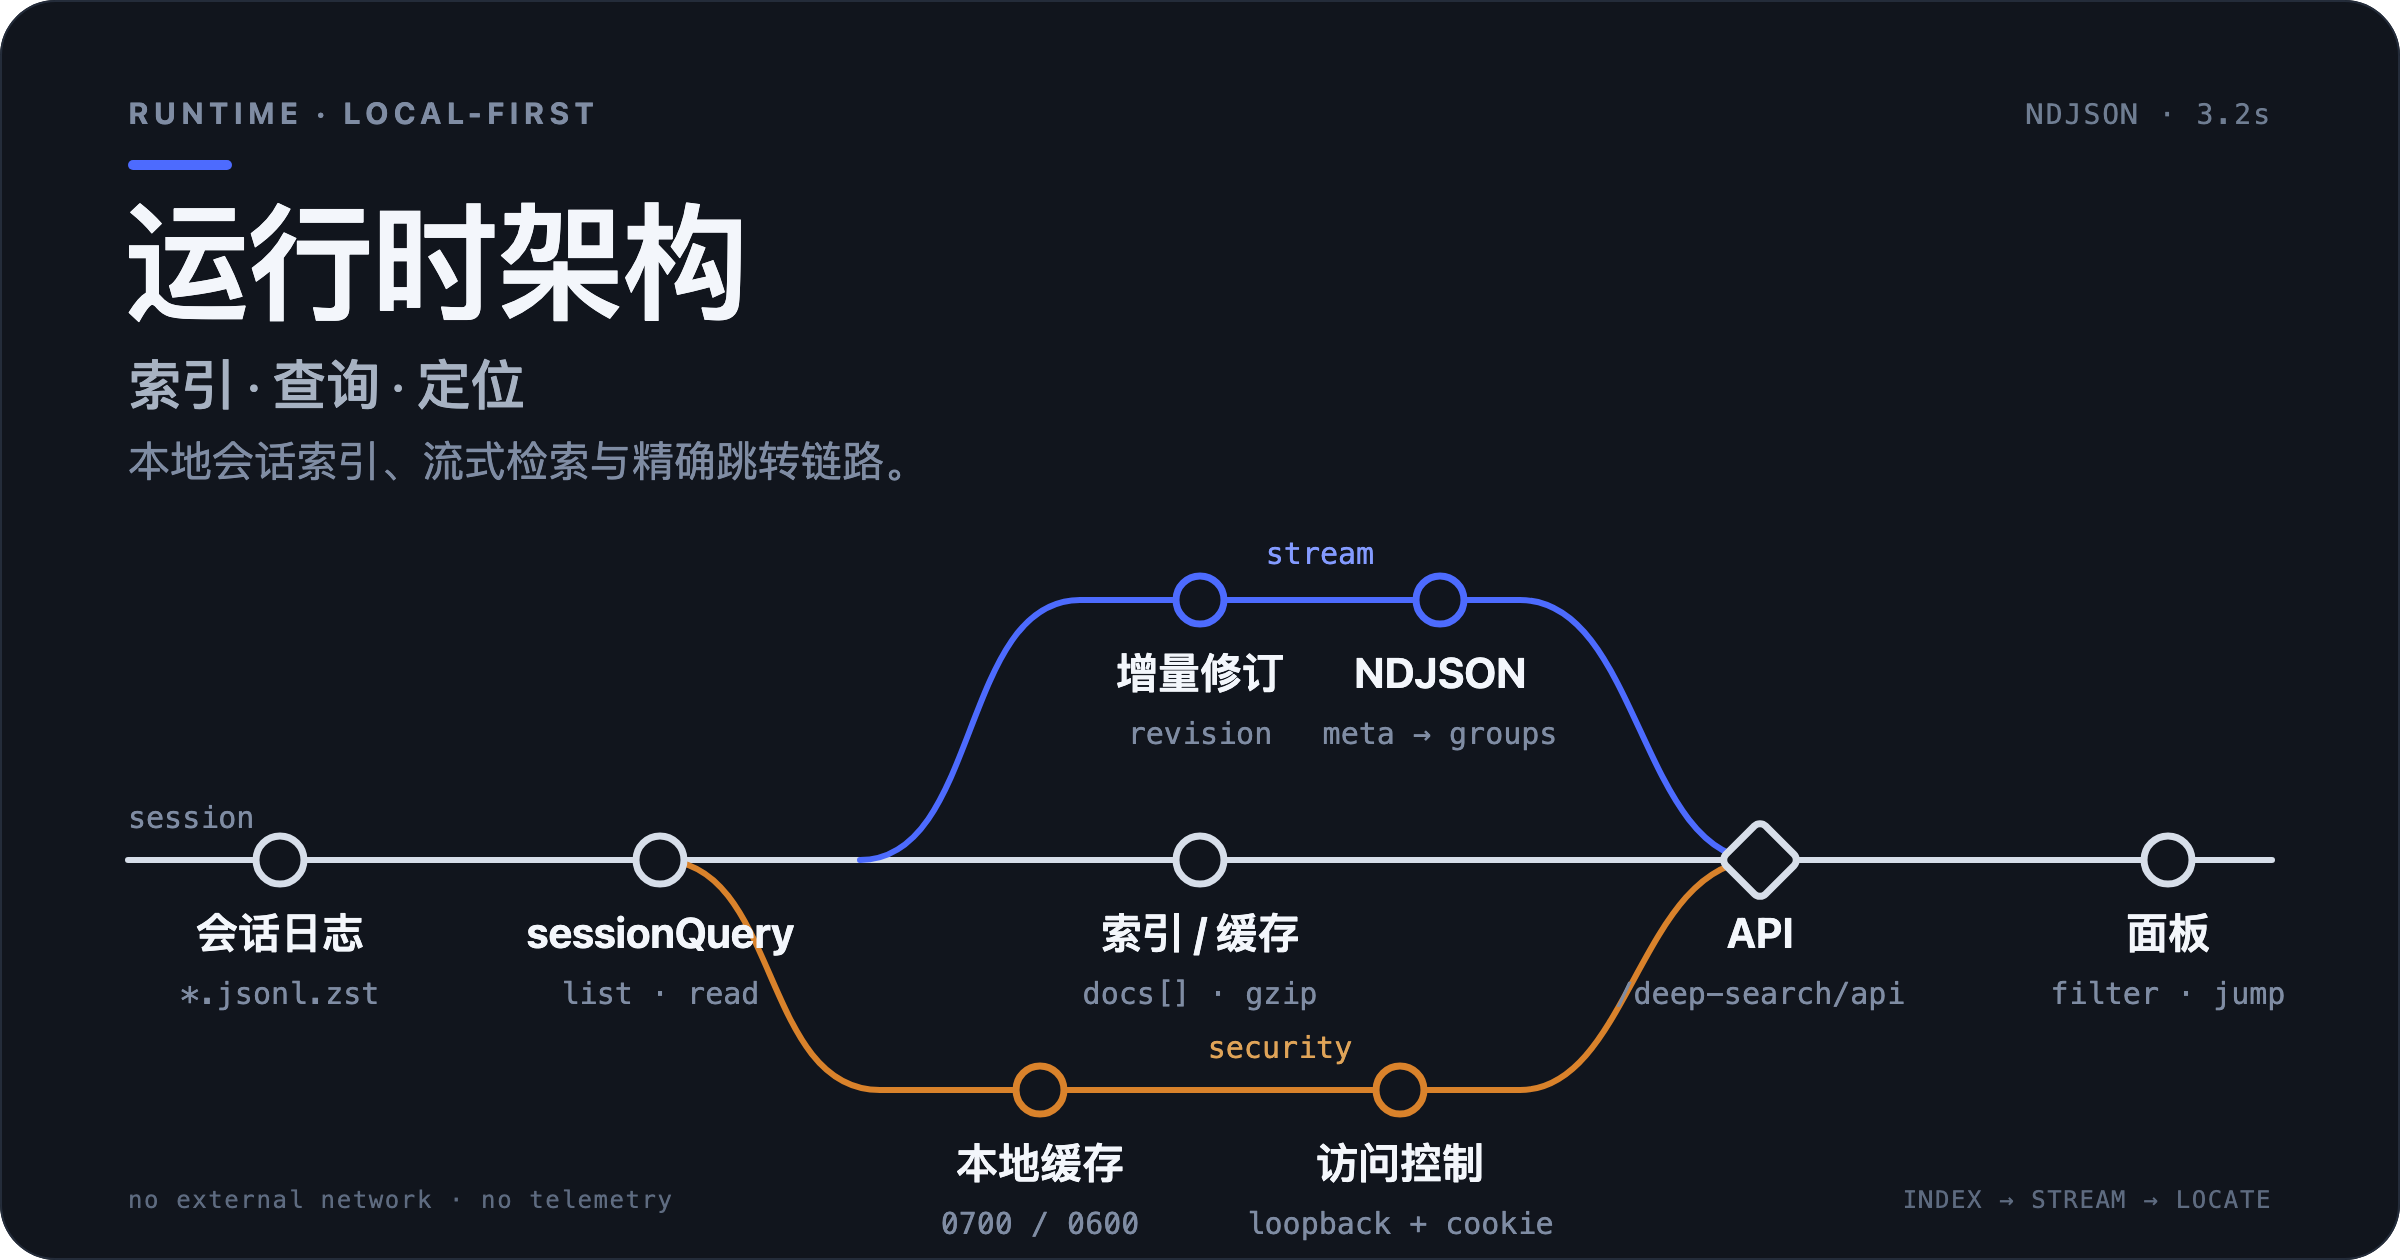 RUNTIME · LOCAL-FIRST
NDJSON · 3.2s
运行时架构
索引 · 查询 · 定位
本地会话索引、流式检索与精确跳转链路。
stream
增量修订
NDJSON
revision
meta → groups
session
会话日志
sessionQuery
索引 / 缓存
API
面板
*.jsonl.zst
list · read
docs[] · gzip
/deep-search/api
filter · jump
security
本地缓存
访问控制
0700 / 0600
loopback + cookie
no external network · no telemetry
INDEX → STREAM → LOCATE